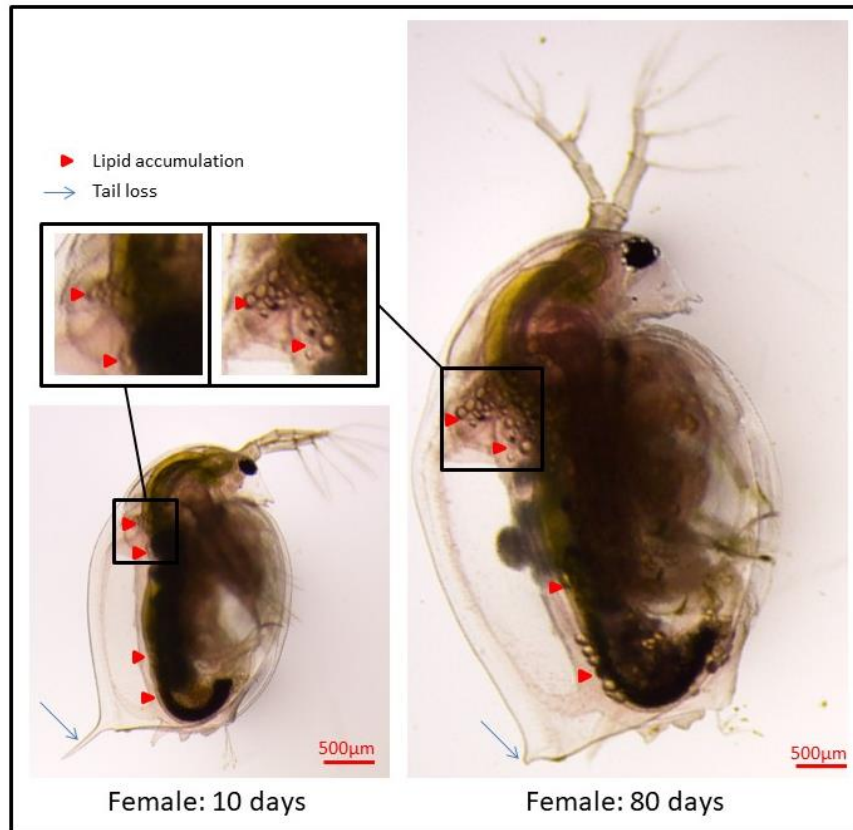 Lipid accumulation
Tail loss
500µm
500µm
Female: 10 days
Female: 80 days